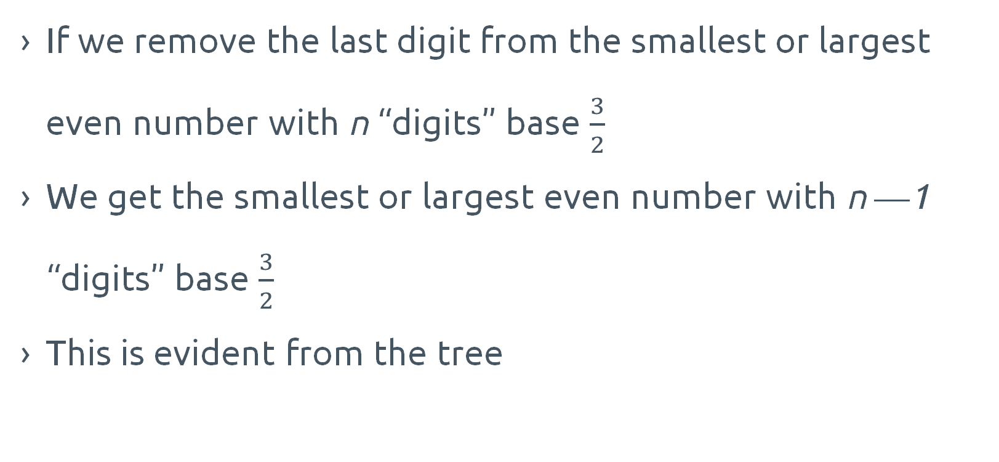 › If we remove the last digit from the smallest or largest
even number with n “digits” base 3/2
› We get the smallest or largest even number with n — 1
“digits” base 3/2
› This is evident from the tree